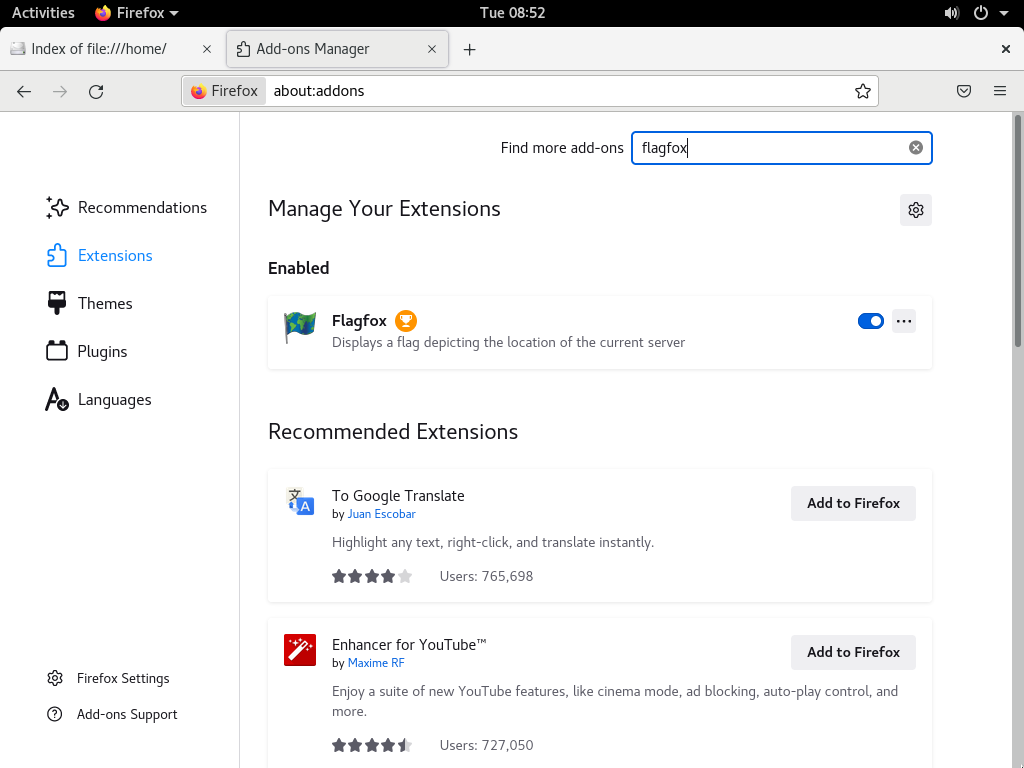 Activities Firefox Tue 08:52
Index of file:///home/ Add-ons Manager
Firefox about:addons
Find more add-ons flagfox
Manage Your Extensions
Recommendations
Extensions
Themes
Plugins
Languages
Firefox Settings
Add-ons Support
Enabled
Flagfox
Displays a flag depicting the location of the current server
Recommended Extensions
To Google Translate
by Juan Escobar
Add to Firefox
Highlight any text, right-click, and translate instantly.
Users: 765,698
Enhancer for YouTube™
by Maxime RF
Add to Firefox
Enjoy a suite of new YouTube features, like cinema mode, ad blocking, auto-play control, and
more.
Users: 727,050